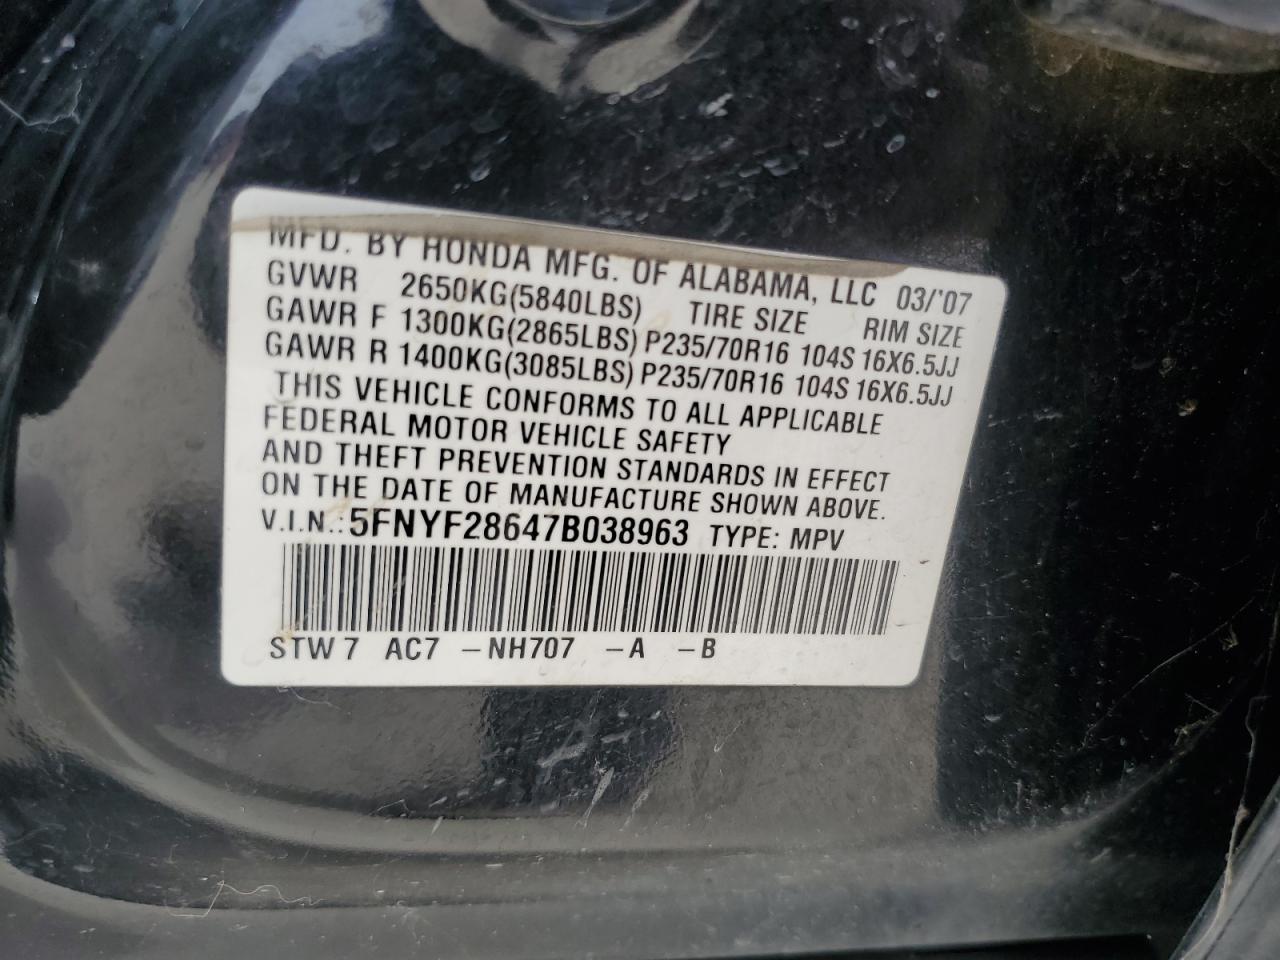 MFD. BY HONDA MFG. OF ALABAMA, LLC 03/'07
GVWR 2650KG(5840LBS) TIRE SIZE RIM SIZE
GAWR F 1300KG(2865LBS) P235/70R16 104S 16X6.5JJ
GAWR R 1400KG(3085LBS) P235/70R16 104S 16X6.5JJ
THIS VEHICLE CONFORMS TO ALL APPLICABLE
FEDERAL MOTOR VEHICLE SAFETY
AND THEFT PREVENTION STANDARDS IN EFFECT
ON THE DATE OF MANUFACTURE SHOWN ABOVE.
V.I.N.: 5FNYF28647B038963 TYPE: MPV
STW7 AC7 -NH707 -A -B